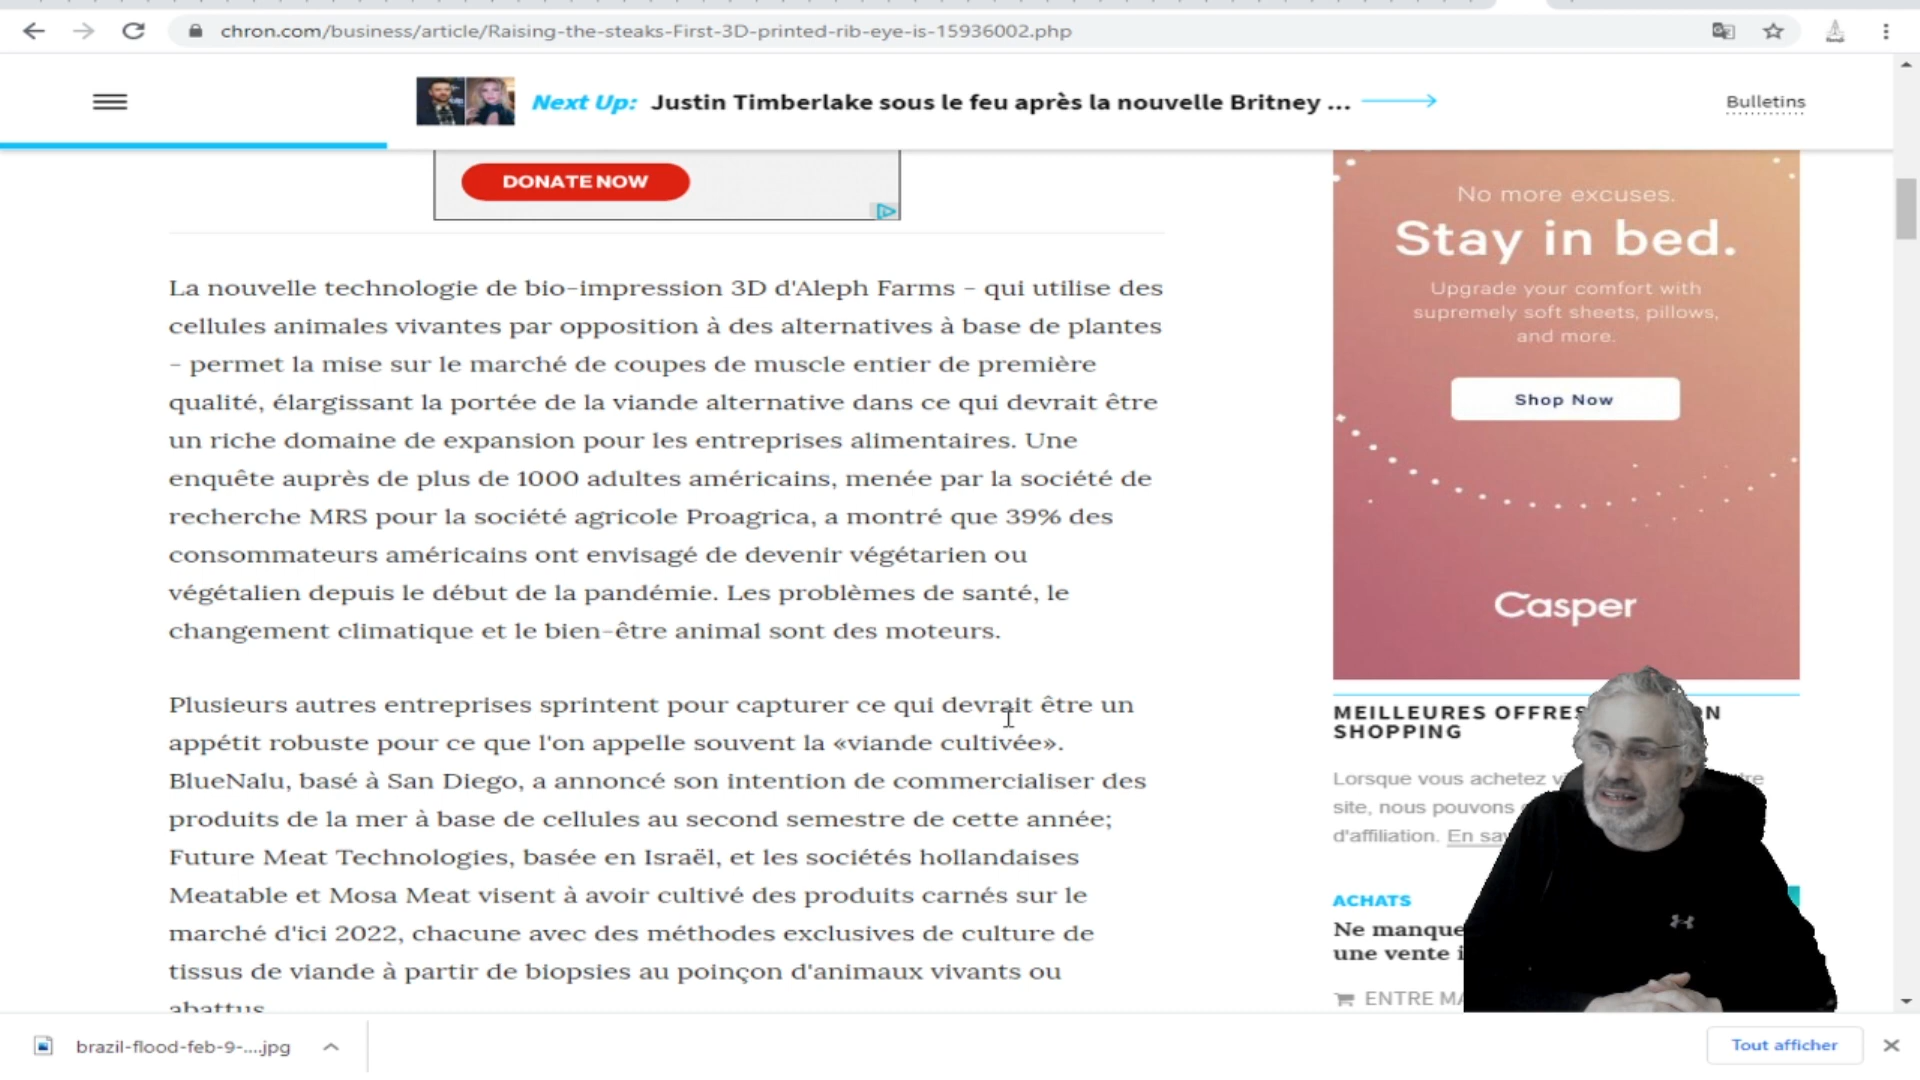 chron.com/business/article/Raising-the-steaks-First-3D-printed-rib-eye-is-15936002.php
Next Up: Justin Timberlake sous le feu après la nouvelle Britney ...
Bulletins
DONATE NOW
La nouvelle technologie de bio-impression 3D d'Aleph Farms - qui utilise des
cellules animales vivantes par opposition à des alternatives à base de plantes
- permet la mise sur le marché de coupes de muscle entier de première
qualité, élargissant la portée de la viande alternative dans ce qui devrait être
un riche domaine de expansion pour les entreprises alimentaires. Une
enquête auprès de plus de 1000 adultes américains, menée par la société de
recherche MRS pour la société agricole Proagrica, a montré que 39% des
consommateurs américains ont envisagé de devenir végétarien ou
végétalien depuis le début de la pandémie. Les problèmes de santé, le
changement climatique et le bien-être animal sont des moteurs.
Plusieurs autres entreprises sprintent pour capturer ce qui devrait être un
appétit robuste pour ce que l'on appelle souvent la «viande cultivée».
BlueNalu, basé à San Diego, a annoncé son intention de commercialiser des
produits de la mer à base de cellules au second semestre de cette année;
Future Meat Technologies, basée en Israël, et les sociétés hollandaises
Meatable et Mosa Meat visent à avoir cultivé des produits carnés sur le
marché d'ici 2022, chacune avec des méthodes exclusives de culture de
tissus de viande à partir de biopsies au poinçon d'animaux vivants ou
abattus
No more excuses.
Stay in bed.
Upgrade your comfort with
supremely soft sheets, pillows,
and more.
Shop Now
Casper
MEILLEURES OFFRES
SHOPPING
Lorsque vous achetez
site, nous pouvons
d'affiliation. En
ACHATS
Ne manque
une vente
ENTRE
brazil-flood-feb-9-....jpg
Tout afficher